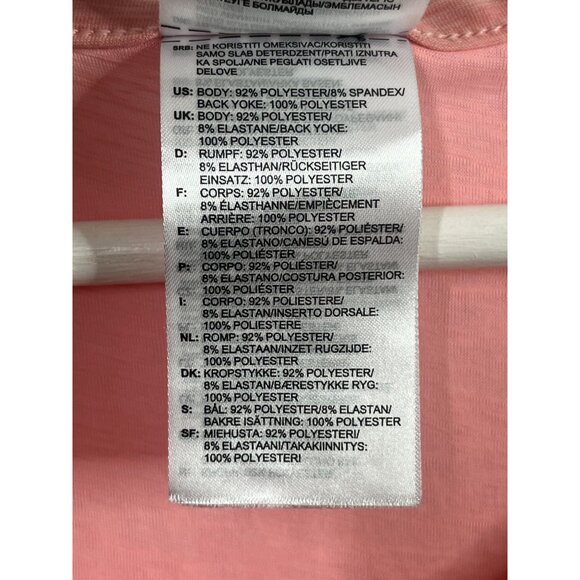 SRB: NE KORISTITI OMEKSIVAC/KORISTITI
SAMO SLAB DETERDZENT/PRATI IZNUTRA
KA SPOLJA/NE PEGLATI OSETLJIVE
DELOVE
US: BODY: 92% POLYESTER/8% SPANDEX/
BACK YOKE: 100% POLYESTER
UK: BODY: 92% POLYESTER/
8% ELASTANE/BACK YOKE:
100% POLYESTER
D: RUMPF: 92% POLYESTER/
8% ELASTHAN/RÜCKSEITIGER
EINSATZ: 100% POLYESTER
F: CORPS: 92% POLYESTER/
8% ÉLASTHANNE/EMPIÈCEMENT
ARRIÈRE: 100% POLYESTER
E: CUERPO (TRONCO): 92% POLIÉSTER/
8% ELASTANO/CANESÚ DE ESPALDA:
100% POLIÉSTER
P: CORPO: 92% POLIÉSTER/
8% ELASTANO/COSTURA POSTERIOR:
100% POLIÉSTER
I: CORPO: 92% POLIESTERE/
8% ELASTAN/INSERTO DORSALE:
100% POLIESTERE
NL: ROMP: 92% POLYESTER/
8% ELASTAAN/INZET RUGZIJDE:
100% POLYESTER
DK: KROPSTYKKE: 92% POLYESTER/
8% ELASTAN/BÆRESTYKKE RYG:
100% POLYESTER
S: BÅL: 92% POLYESTER/8% ELASTAN/
BAKRE ISÄTTNING: 100% POLYESTER
SF: MIEHUSTA: 92% POLYESTERI/
8% ELASTAANI/TAKAKIINNITYS:
100% POLYESTERI